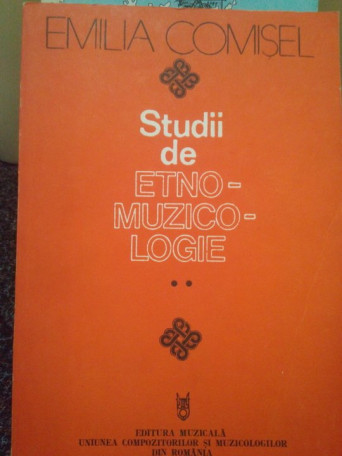 EMILIA COMIȘEL
Studii
de
ETNO-
MUZICO-
LOGIE
••
EDITURA MUZICALĂ
UNIUNEA COMPOZITORILOR ȘI MUZICOLOGILOR
DIN ROMÂNIA